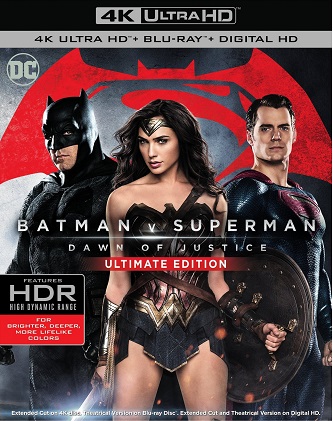 4K ULTRA HD
4K ULTRA HD + BLU-RAY + DIGITAL HD
DC
BATMAN v SUPERMAN
DAWN OF JUSTICE
ULTIMATE EDITION
FEATURES
HDR
HIGH DYNAMIC RANGE
FOR
BRIGHTER, DEEPER,
MORE LIFELIKE
COLORS
Extended Cut on 4K disc. Theatrical Version on Blu-ray Disc. Extended Cut and Theatrical Version on Digital HD.